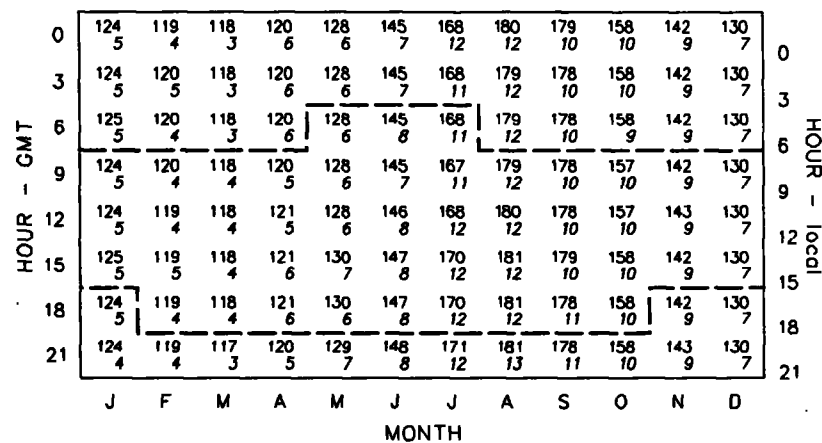 0 124 119 118 120 128 145 168 180 179 158 142 130
5 4 3 6 6 7 12 12 10 10 9 7 0
3 124 120 118 120 128 145 168 179 178 158 142 130
5 5 3 6 6 7 11 12 10 10 9 7 3
6 125 120 118 120 128 145 168 179 178 158 142 130
5 4 3 6 6 8 11 12 10 9 9 7 6
9 124 120 118 120 128 145 167 179 178 157 142 130
5 4 4 5 6 7 11 12 10 10 9 7 9
12 124 119 118 121 128 146 168 180 178 157 143 130
5 4 4 5 6 8 12 12 10 10 9 7 12
15 125 119 118 121 130 147 170 181 179 158 142 130
5 5 4 6 7 8 12 12 10 10 9 7 15
18 124 119 118 121 130 147 170 181 178 158 142 130
5 4 4 6 6 8 12 12 11 10 9 7 18
21 124 119 117 120 129 148 171 181 178 158 143 130
4 4 3 5 7 8 12 13 11 10 9 7 21
HOUR - GMT
HOUR - local
J F M A M J J A S O N D
MONTH